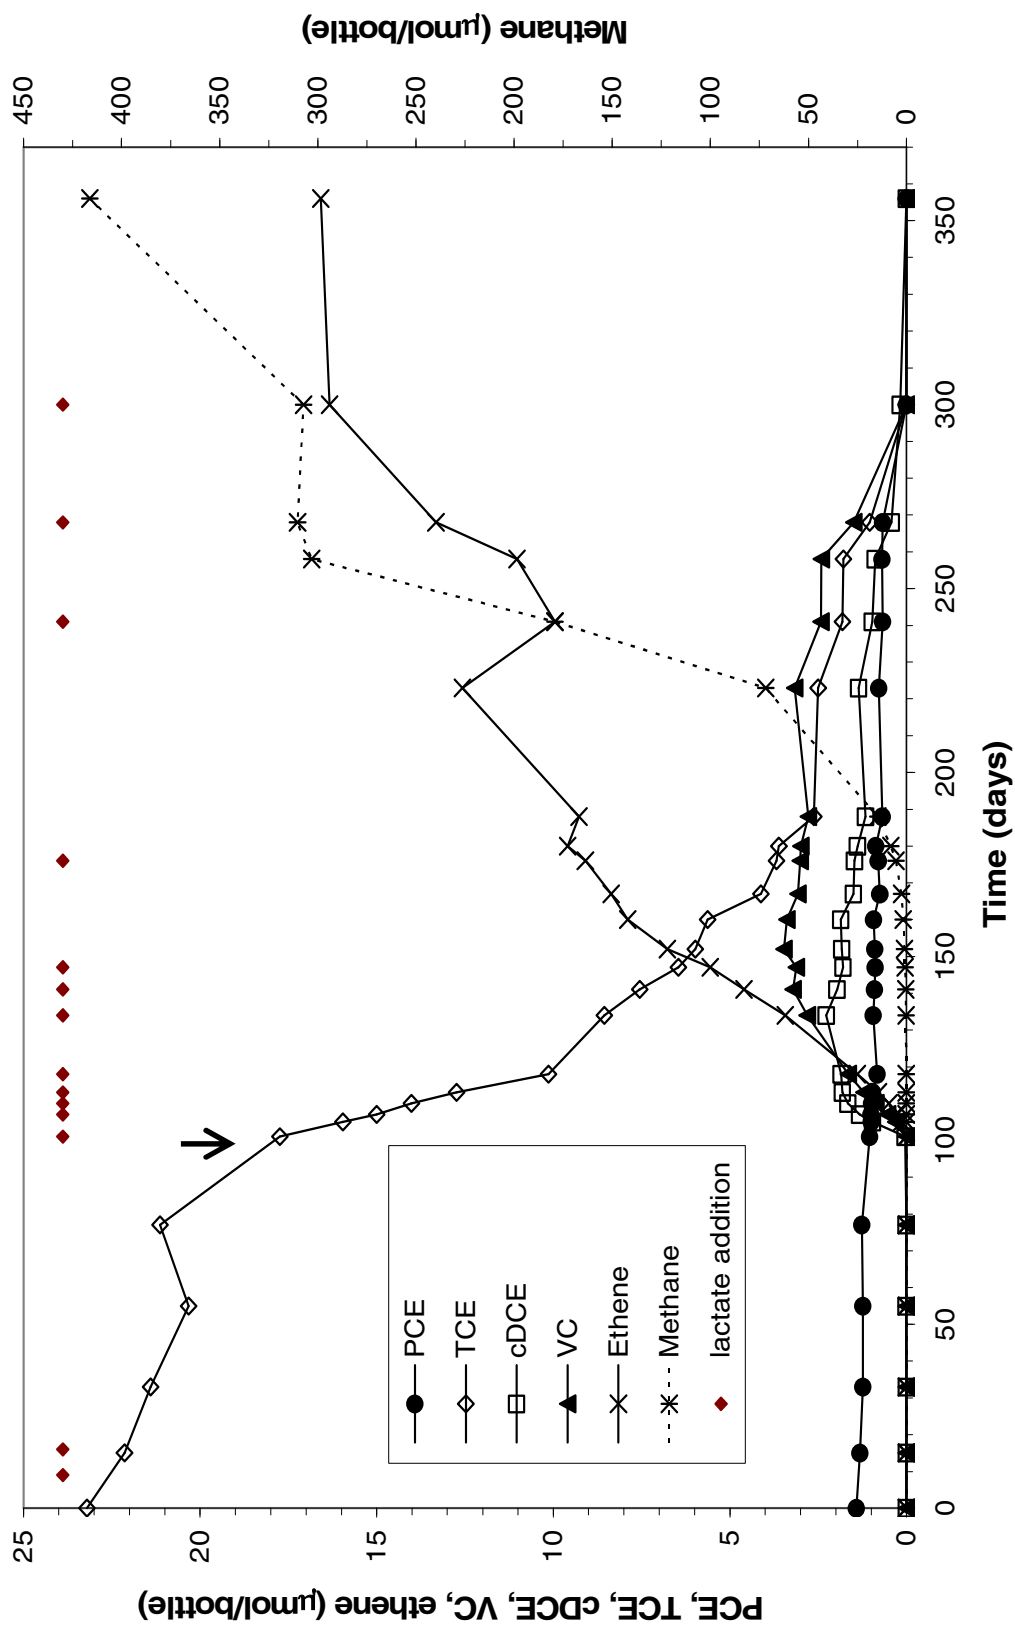 Methane (μmol/bottle)
450
400
350
300
250
200
150
100
50
0
25
20
15
10
5
0
PCE, TCE, cDCE, VC, ethene (μmol/bottle)
PCE
TCE
cDCE
VC
Ethene
Methane
lactate addition
0
50
100
150
200
250
300
350
Time (days)